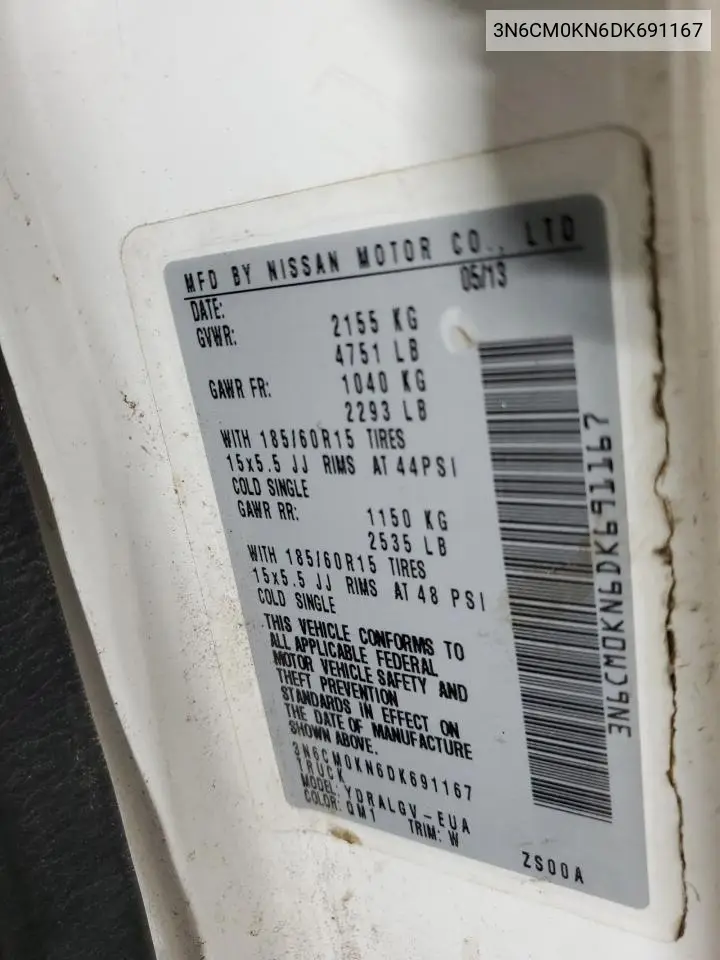 3N6CM0KN6DK691167
MFD BY NISSAN MOTOR CO., LTD
DATE: 05/13
GVWR: 2155 KG
4751 LB
GAWR FR: 1040 KG
2293 LB
WITH 185/60R15 TIRES
15x5.5 JJ RIMS AT 44PSI
COLD SINGLE
GAWR RR: 1150 KG
2535 LB
WITH 185/60R15 TIRES
15x5.5 JJ RIMS AT 48 PSI
COLD SINGLE
THIS VEHICLE CONFORMS TO
ALL APPLICABLE FEDERAL
MOTOR VEHICLE SAFETY AND
THEFT PREVENTION
STANDARDS IN EFFECT ON
THE DATE OF MANUFACTURE
SHOWN ABOVE.
3N6CM0KN6DK691167
TRUCK
MODEL: YDRALGV-EUA
COLOR: QM1 TRIM: W
ZS00A
3N6CM0KN6DK691167